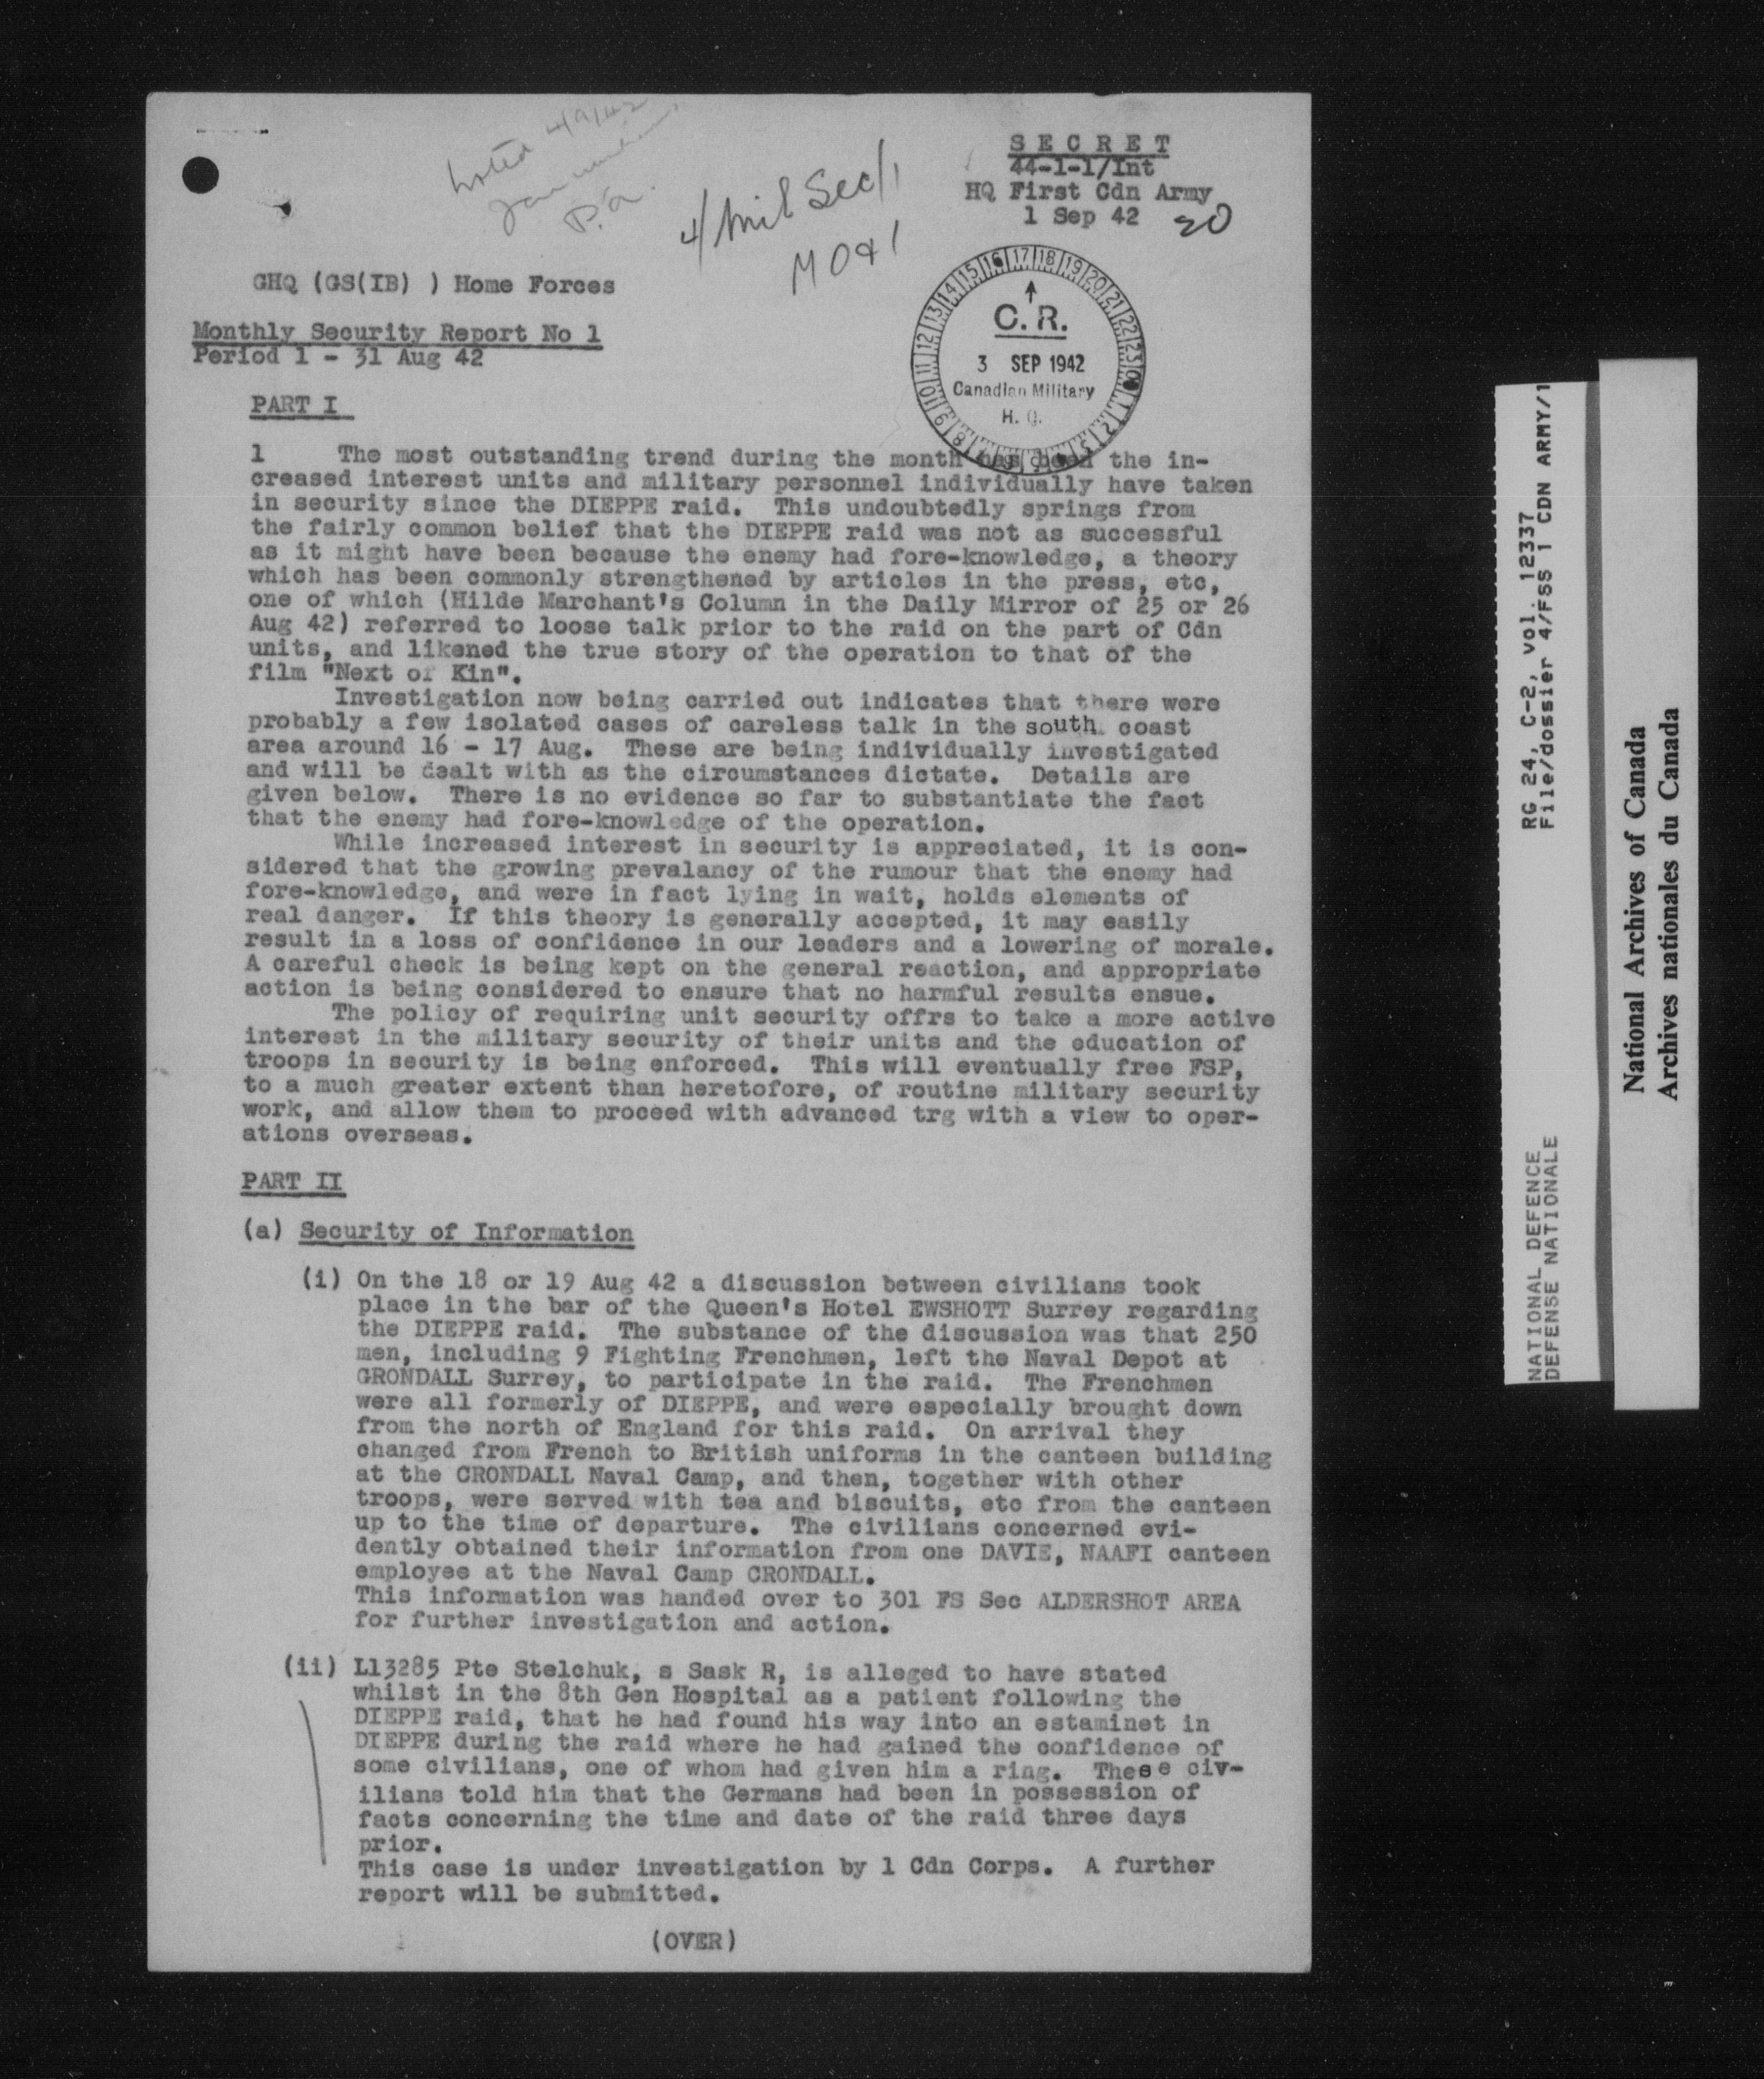 Noted 4/9/42
P.A.
4/Mil Sec/1
MO&1
S E C R E T
44-1-1/Int
HQ First Cdn Army
1 Sep 42
20
GHQ (GS(IB) ) Home Forces
Monthly Security Report No 1
Period 1 - 31 Aug 42
C. R.
3 SEP 1942
Canadian Military
H. Q.
PART I
1 The most outstanding trend during the month has been the in-
creased interest units and military personnel individually have taken
in security since the DIEPPE raid. This undoubtedly springs from
the fairly common belief that the DIEPPE raid was not as successful
as it might have been because the enemy had fore-knowledge, a theory
which has been commonly strengthened by articles in the press, etc,
one of which (Hilde Marchant's Column in the Daily Mirror of 25 or 26
Aug 42) referred to loose talk prior to the raid on the part of Cdn
units, and likened the true story of the operation to that of the
film "Next of Kin".
Investigation now being carried out indicates that there were
probably a few isolated cases of careless talk in the south coast
area around 16 - 17 Aug. These are being individually investigated
and will be dealt with as the circumstances dictate. Details are
given below. There is no evidence so far to substantiate the fact
that the enemy had fore-knowledge of the operation.
While increased interest in security is appreciated, it is con-
sidered that the growing prevalancy of the rumour that the enemy had
fore-knowledge, and were in fact lying in wait, holds elements of
real danger. If this theory is generally accepted, it may easily
result in a loss of confidence in our leaders and a lowering of morale.
A careful check is being kept on the general reaction, and appropriate
action is being considered to ensure that no harmful results ensue.
The policy of requiring unit security offrs to take a more active
interest in the military security of their units and the education of
troops in security is being enforced. This will eventually free FSP,
to a much greater extent than heretofore, of routine military security
work, and allow them to proceed with advanced trg with a view to oper-
ations overseas.
PART II
(a) Security of Information
(i) On the 18 or 19 Aug 42 a discussion between civilians took
place in the bar of the Queen's Hotel EWSHOTT Surrey regarding
the DIEPPE raid. The substance of the discussion was that 250
men, including 9 Fighting Frenchmen, left the Naval Depot at
GRONDALL Surrey, to participate in the raid. The Frenchmen
were all formerly of DIEPPE, and were especially brought down
from the north of England for this raid. On arrival they
changed from French to British uniforms in the canteen building
at the CRONDALL Naval Camp, and then, together with other
troops, were served with tea and biscuits, etc from the canteen
up to the time of departure. The civilians concerned evi-
dently obtained their information from one DAVIE, NAAFI canteen
employee at the Naval Camp CRONDALL.
This information was handed over to 301 FS Sec ALDERSHOT AREA
for further investigation and action.
(ii) L13285 Pte Stelchuk, s Sask R, is alleged to have stated
whilst in the 8th Gen Hospital as a patient following the
DIEPPE raid, that he had found his way into an estaminet in
DIEPPE during the raid where he had gained the confidence of
some civilians, one of whom had given him a ring. These civ-
ilians told him that the Germans had been in possession of
facts concerning the time and date of the raid three days
prior.
This case is under investigation by 1 Cdn Corps. A further
report will be submitted.
(OVER)
RG 24, C-2, vol. 12337
File/dossier 4/FSS 1 CDN ARMY/1
NATIONAL DEFENCE
DEFENSE NATIONALE
National Archives of Canada
Archives nationales du Canada